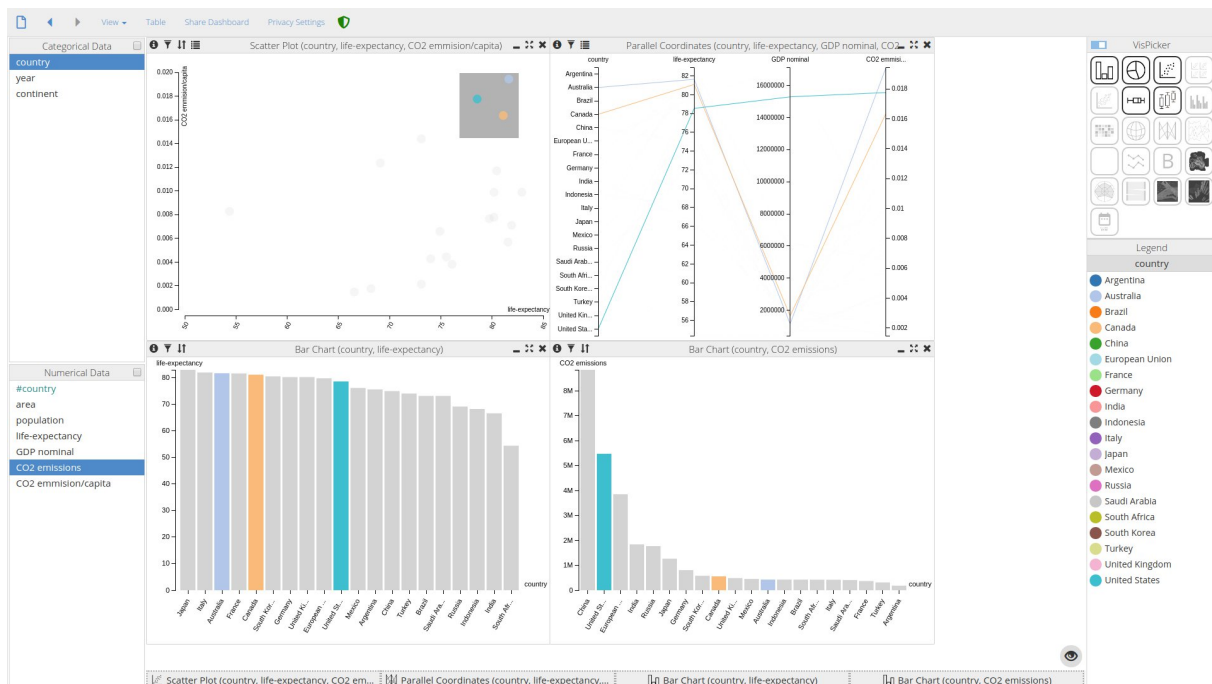 View Table Share Dashboard Privacy Settings
Categorical Data
country
year
continent
Numerical Data
#country
area
population
life-expectancy
GDP nominal
CO2 emissions
CO2 emmision/capita
Scatter Plot (country, life-expectancy, CO2 emmision/capita)
CO2 emmision/capita
0.020
0.018
0.016
0.014
0.012
0.010
0.008
0.006
0.004
0.002
0.000
life-expectancy
50 55 60 65 70 75 80 85
Parallel Coordinates (country, life-expectancy, GDP nominal, CO2
country life-expectancy GDP nominal CO2 emmisi...
Argentina
Australia
Brazil
Canada
China
European U...
France
Germany
India
Indonesia
Italy
Japan
Mexico
Russia
Saudi Arab...
South Afri...
South Kore...
Turkey
United Kin...
United Sta...
82
80
78
76
74
72
70
68
66
64
62
60
58
56
16000000
14000000
12000000
10000000
8000000
6000000
4000000
2000000
0.018
0.016
0.014
0.012
0.01
0.008
0.006
0.004
0.002
Bar Chart (country, life-expectancy)
life-expectancy
80
70
60
50
40
30
20
10
0
country
Japan Italy Australia France Canada South Kor... Germany United Ki... European ... United St... Mexico Argentina China Turkey Brazil Saudi Ara... Russia Indonesia India South Afr...
Bar Chart (country, CO2 emissions)
CO2 emissions
8M
7M
6M
5M
4M
3M
2M
1M
0
country
China United St... European ... India Russia Japan Germany South Kor... Canada United Ki... Mexico Australia Indonesia Brazil South Afr... Italy Saudi Ara... France Turkey Argentina
VisPicker
B
Legend
country
Argentina
Australia
Brazil
Canada
China
European Union
France
Germany
India
Indonesia
Italy
Japan
Mexico
Russia
Saudi Arabia
South Africa
South Korea
Turkey
United Kingdom
United States
Scatter Plot (country, life-expectancy, CO2 em... Parallel Coordinates (country, life-expectancy,... Bar Chart (country, life-expectancy) Bar Chart (country, CO2 emissions)